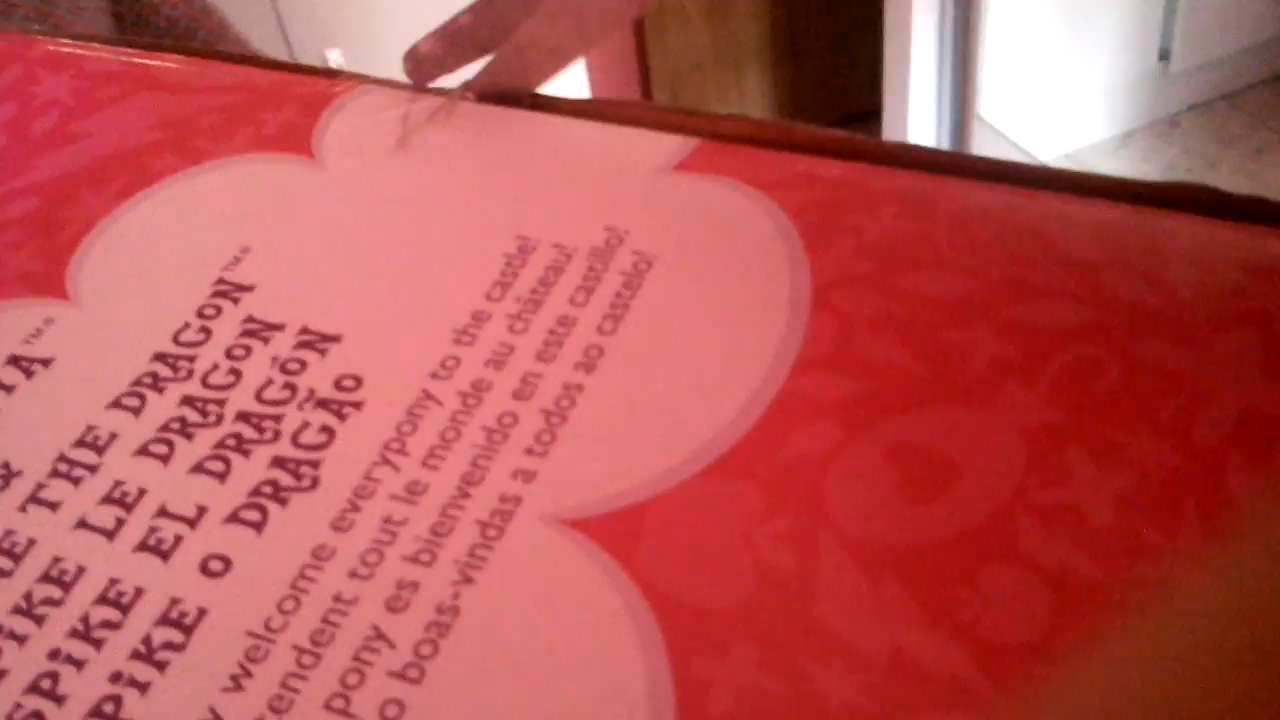 SPIKE THE DRAGON™*
SPIKE LE DRAGON
SPIKE EL DRAGÓN
SPIKE O DRAGÃO
welcome everypony to the castle!
tout le monde au château!
pony es bienvenido en este castillo!
boas-vindas a todos ao castelo!